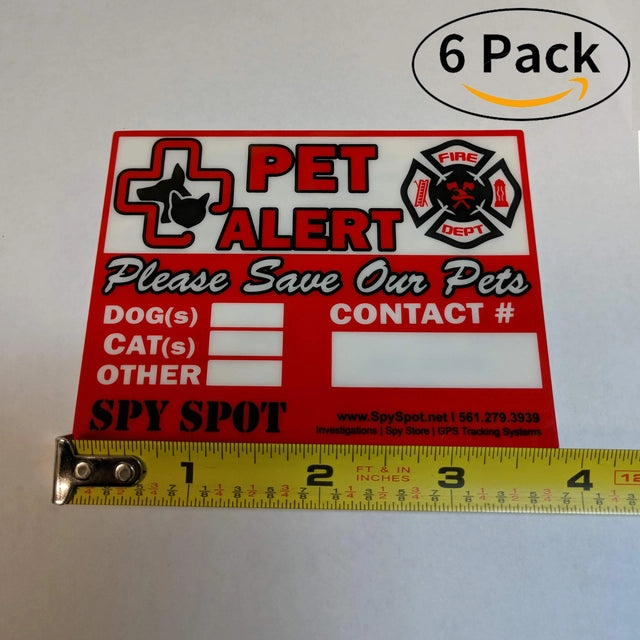 6 Pack
PET
ALERT
FIRE
DEPT
Please Save Our Pets
DOG(s)
CONTACT #
CAT(s)
OTHER
SPY SPOT
www.SpySpot.net | 561.279.3939
Investigations | Spy Store | GPS Tracking Systems
1 2 3 4
FT & IN
INCHES
12